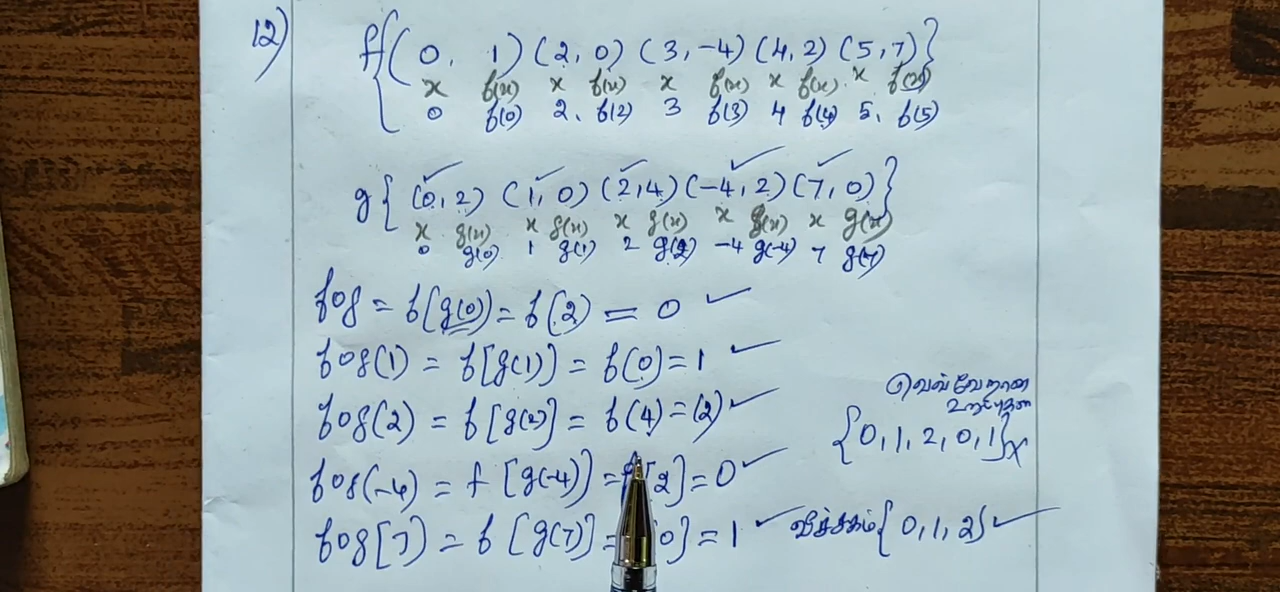 12) f{(0, 1) (2, 0) (3, -4) (4, 2) (5, 7)}
x f(x) x f(x) x f(x) x f(x) x f(x)
0 f(0) 2, f(2) 3 f(3) 4 f(4) 5, f(5)
g{(0, 2) (1, 0) (2, 4) (-4, 2) (7, 0)}
x g(x) x g(x) x g(x) x g(x) x g(x)
0 g(0) 1 g(1) 2 g(2) -4 g(-4) 7 g(7)
fog = f[g(0)) = f(2) = 0 ✓
fog(1) = f[g(1)] = f(0) = 1 ✓
வெவ்வேறான
உறுப்புகள்
fog(2) = f[g(2)] = f(4) = (2) ✓
{0, 1, 2, 0, 1} x
fog(-4) = f[g(-4)] = f[2] = 0 ✓
fog[7) = f[g(7)] = [0] = 1 ✓ வீச்சகம் {0, 1, 2} ✓